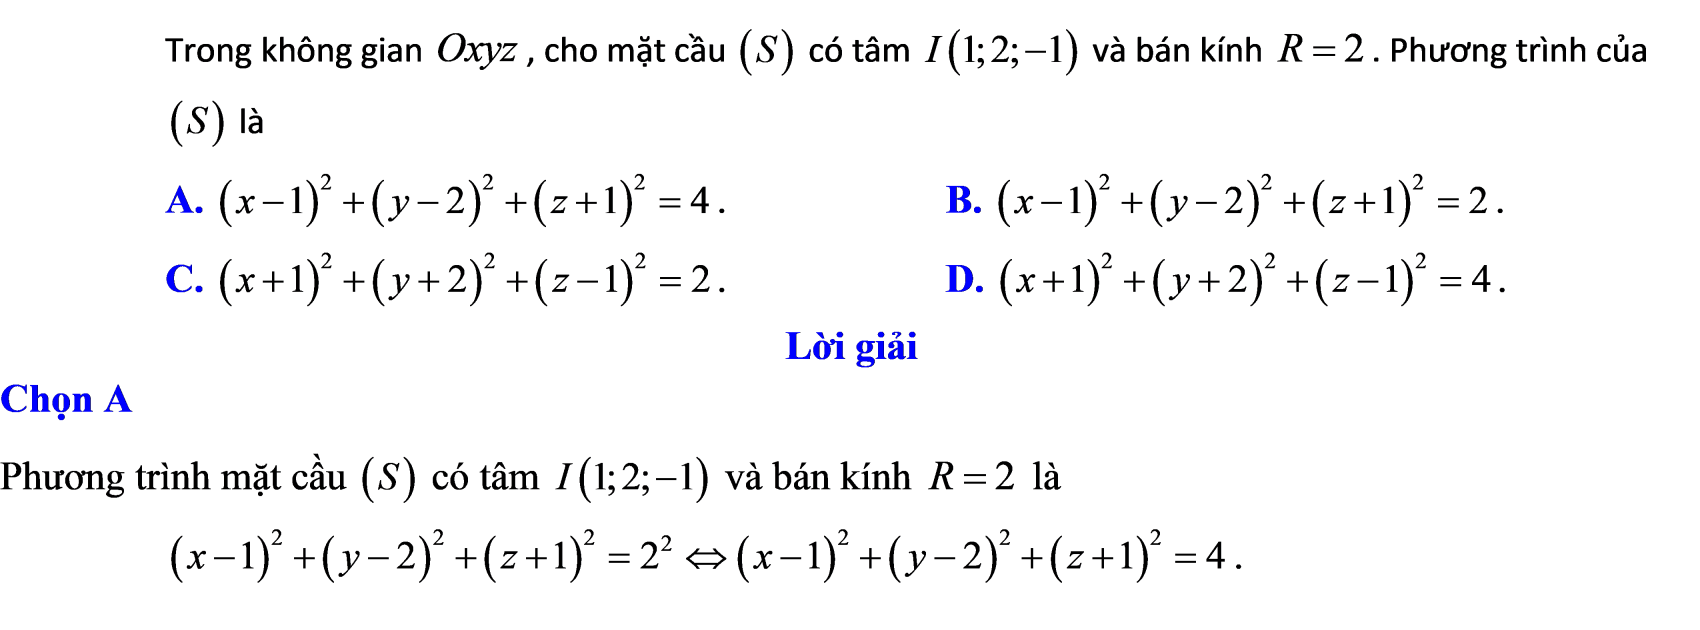 Trong không gian Oxyz , cho mặt cầu (S) có tâm I(1;2;−1) và bán kính R = 2 . Phương trình của
(S) là
A. (x−1)² + (y−2)² + (z+1)² = 4 . B. (x−1)² + (y−2)² + (z+1)² = 2 .
C. (x+1)² + (y+2)² + (z−1)² = 2 . D. (x+1)² + (y+2)² + (z−1)² = 4 .
Lời giải
Chọn A
Phương trình mặt cầu (S) có tâm I(1;2;−1) và bán kính R = 2 là
(x−1)² + (y−2)² + (z+1)² = 2² ⇔ (x−1)² + (y−2)² + (z+1)² = 4 .